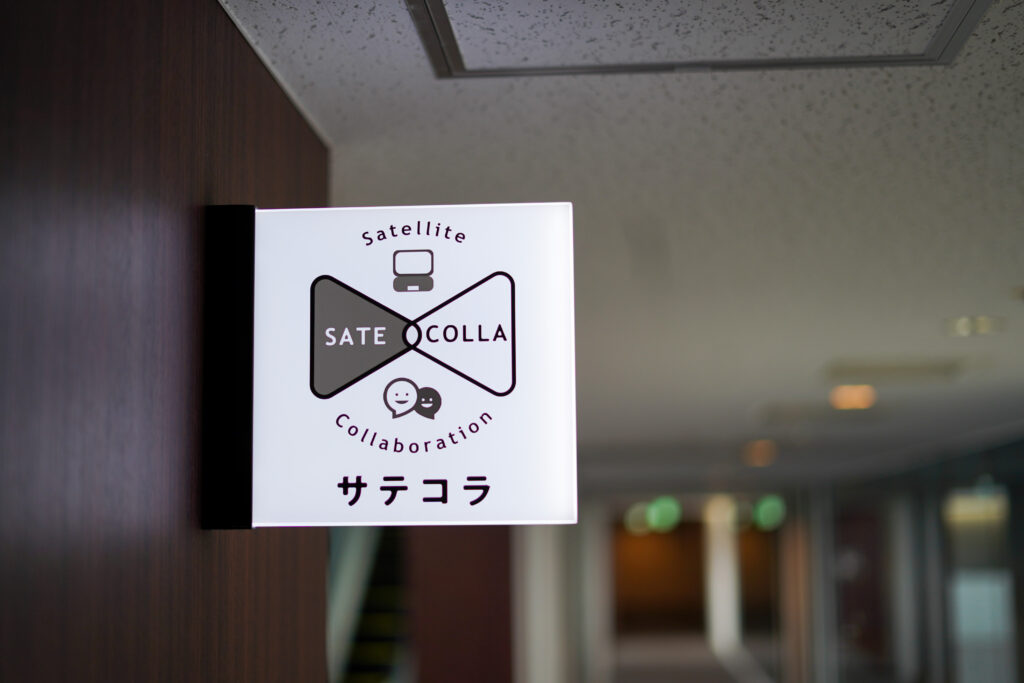 Satellite
SATE COLLA
Collaboration
サテコラ